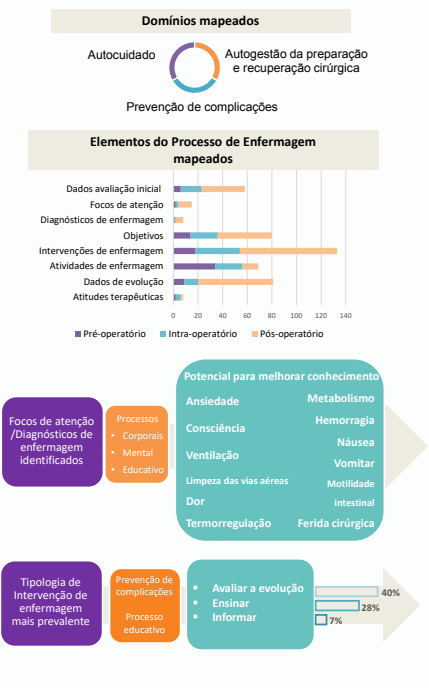 Domínios mapeados
Autocuidado
Autogestão da preparação
e recuperação cirúrgica
Prevenção de complicações
Elementos do Processo de Enfermagem
mapeados
Dados avaliação inicial
Focos de atenção
Diagnósticos de enfermagem
Objetivos
Intervenções de enfermagem
Atividades de enfermagem
Dados de evolução
Atitudes terapêuticas
0 20 40 60 80 100 120 140
Pré-operatório Intra-operatório Pós-operatório
Focos de atenção
/Diagnósticos de
enfermagem
identificados
Processos
• Corporais
• Mental
• Educativo
Potencial para melhorar conhecimento
Ansiedade
Consciência
Ventilação
Limpeza das vias aéreas
Dor
Termorregulação
Metabolismo
Hemorragia
Náusea
Vomitar
Motilidade
intestinal
Ferida cirúrgica
Tipologia de
Intervenção de
enfermagem
mais prevalente
Prevenção de
complicações
Processo
educativo
▪ Avaliar a evolução
▪ Ensinar
▪ Informar
40%
28%
7%